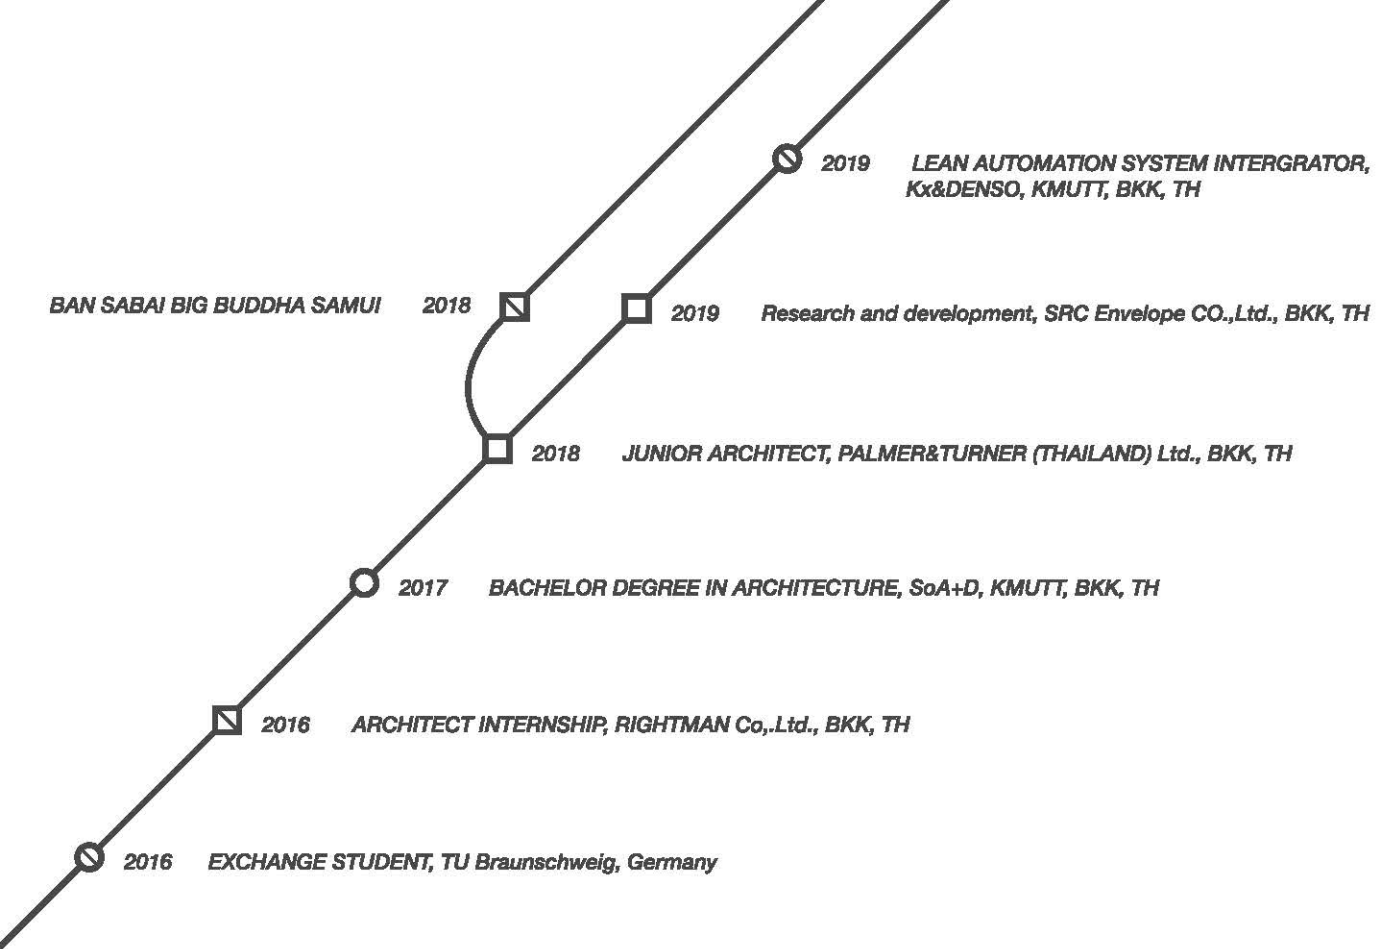 2019 LEAN AUTOMATION SYSTEM INTERGRATOR,
Kx&DENSO, KMUTT, BKK, TH
BAN SABAI BIG BUDDHA SAMUI 2018
2019 Research and development, SRC Envelope CO.,Ltd., BKK, TH
2018 JUNIOR ARCHITECT, PALMER&TURNER (THAILAND) Ltd., BKK, TH
2017 BACHELOR DEGREE IN ARCHITECTURE, SoA+D, KMUTT, BKK, TH
2016 ARCHITECT INTERNSHIP, RIGHTMAN Co,.Ltd., BKK, TH
2016 EXCHANGE STUDENT, TU Braunschweig, Germany